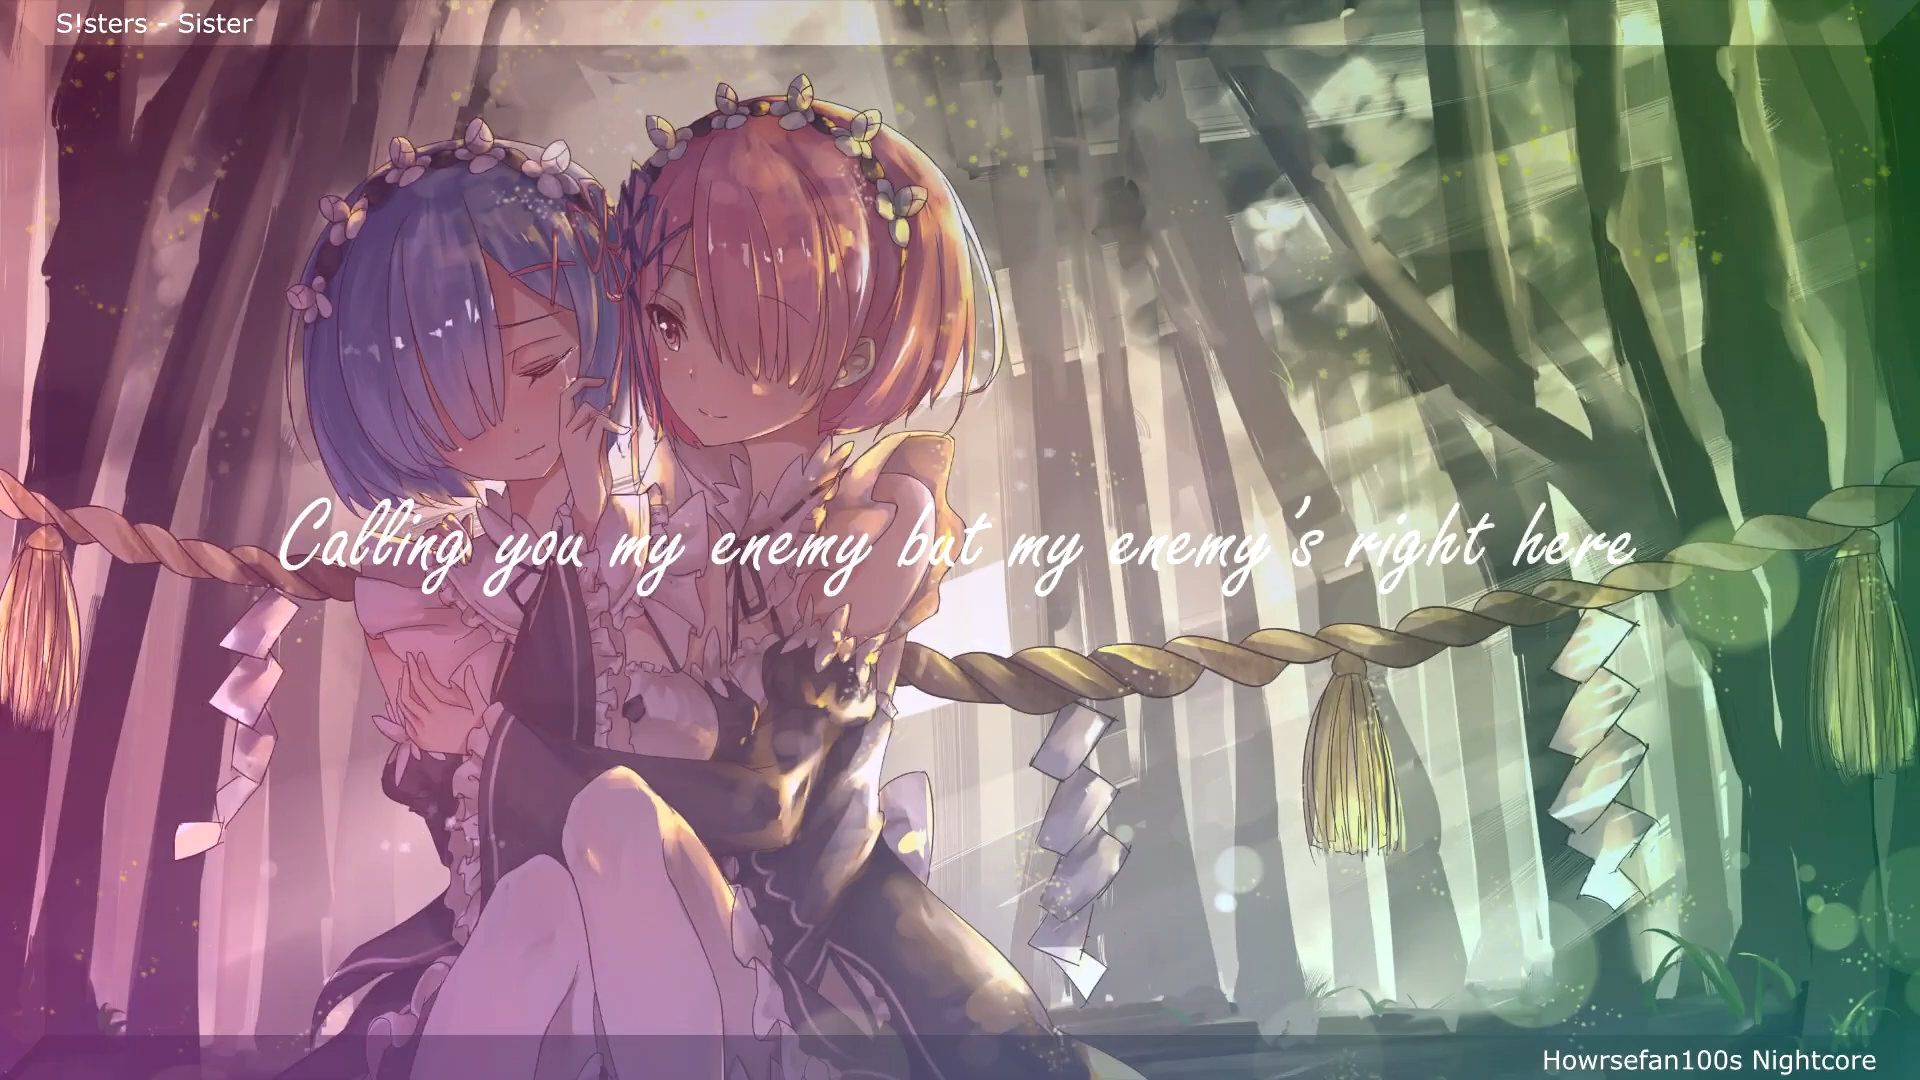 S!sters - Sister
Calling you my enemy but my enemy's right here
Howrsefan100s Nightcore